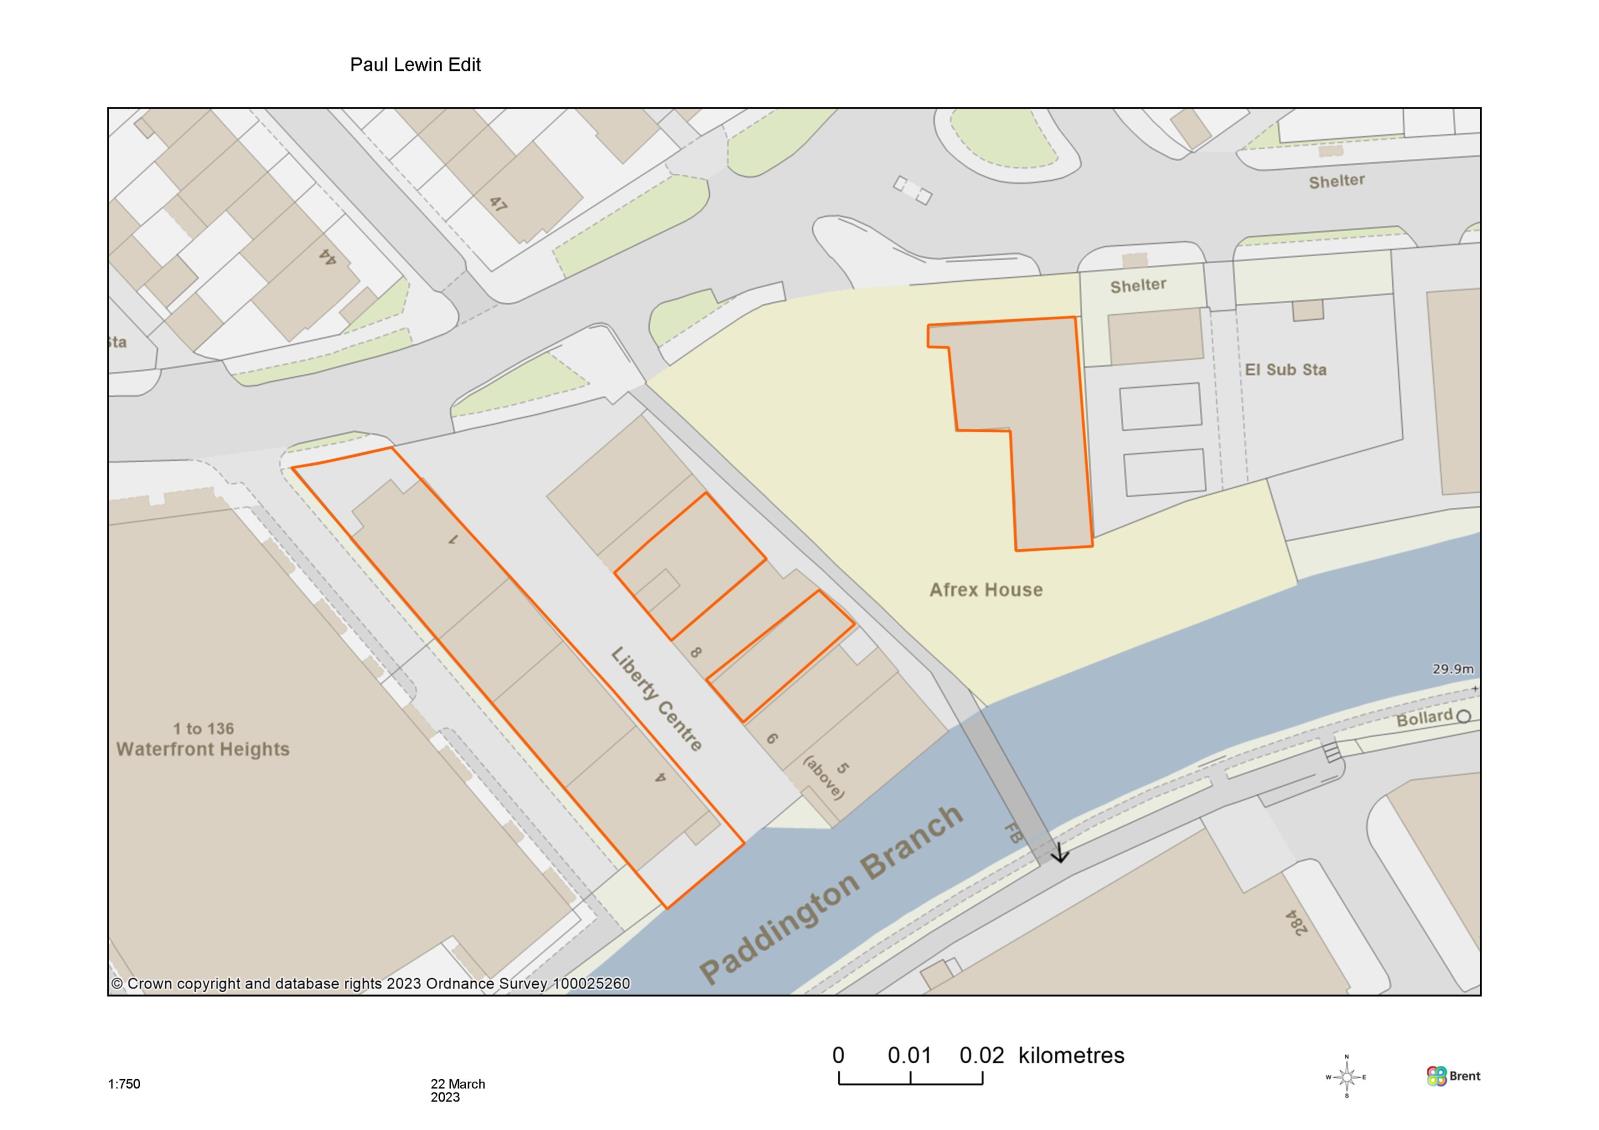 Paul Lewin Edit
47
44
Shelter
Shelter
Sta
El Sub Sta
1
Afrex House
8
Liberty Centre
29.9m
Bollard
1 to 136
Waterfront Heights
6
5
(above)
4
FB
Paddington Branch
284
© Crown copyright and database rights 2023 Ordnance Survey 100025260
0 0.01 0.02 kilometres
1:750
22 March
2023
N
W E
S
Brent